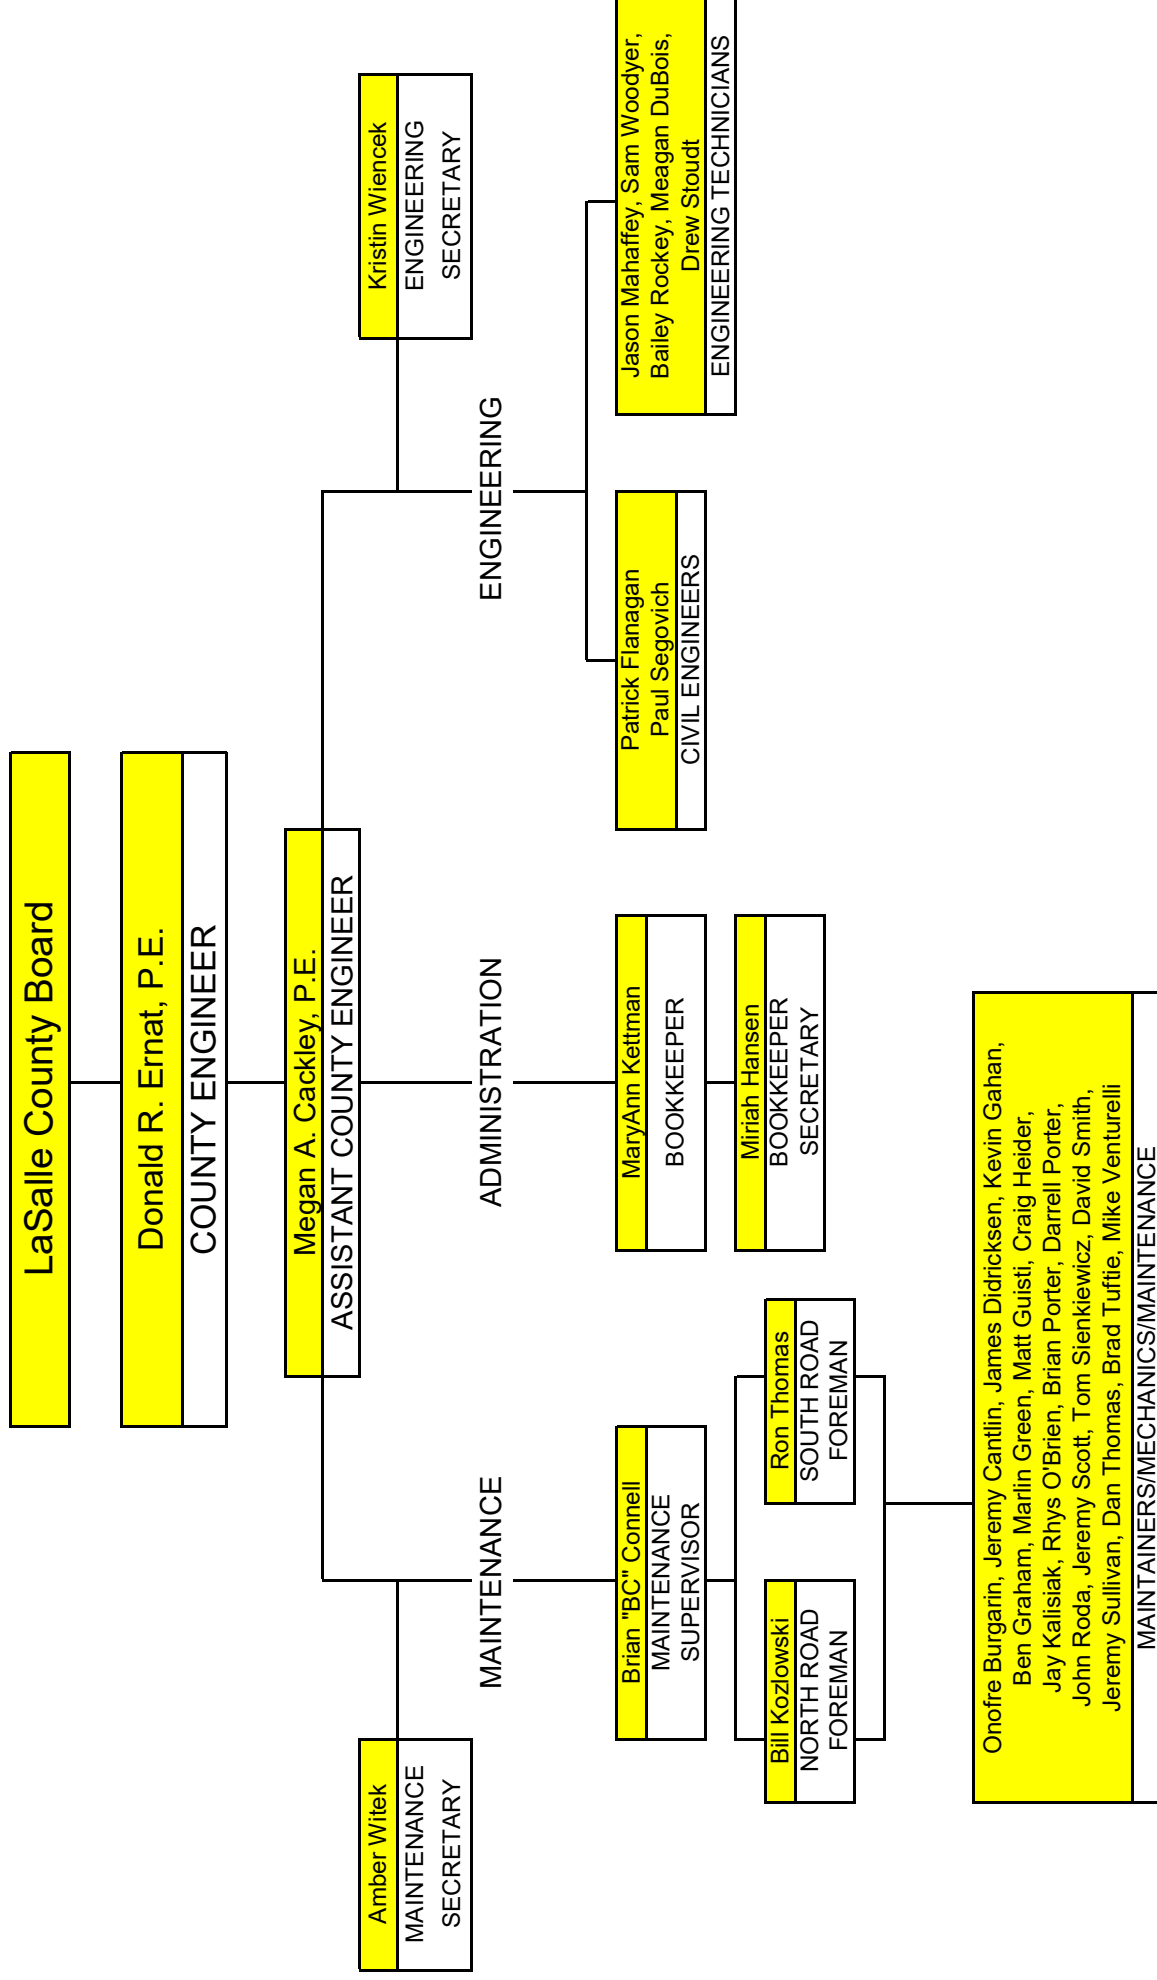 LaSalle County Board
Donald R. Ernat, P.E.
COUNTY ENGINEER
Megan A. Cackley, P.E.
ASSISTANT COUNTY ENGINEER
Amber Witek
MAINTENANCE
SECRETARY
Kristin Wiencek
ENGINEERING
SECRETARY
MAINTENANCE
ADMINISTRATION
ENGINEERING
Brian "BC" Connell
MAINTENANCE
SUPERVISOR
MaryAnn Kettman
BOOKKEEPER
Patrick Flanagan
Paul Segovich
CIVIL ENGINEERS
Jason Mahaffey, Sam Woodyer,
Bailey Rockey, Meagan DuBois,
Drew Stoudt
ENGINEERING TECHNICIANS
Miriah Hansen
BOOKKEEPER
SECRETARY
Bill Kozlowski
NORTH ROAD
FOREMAN
Ron Thomas
SOUTH ROAD
FOREMAN
Onofre Burgarin, Jeremy Cantlin, James Didricksen, Kevin Gahan,
Ben Graham, Marlin Green, Matt Guisti, Craig Heider,
Jay Kalisiak, Rhys O'Brien, Brian Porter, Darrell Porter,
John Roda, Jeremy Scott, Tom Sienkiewicz, David Smith,
Jeremy Sullivan, Dan Thomas, Brad Tuftie, Mike Venturelli
MAINTAINERS/MECHANICS/MAINTENANCE